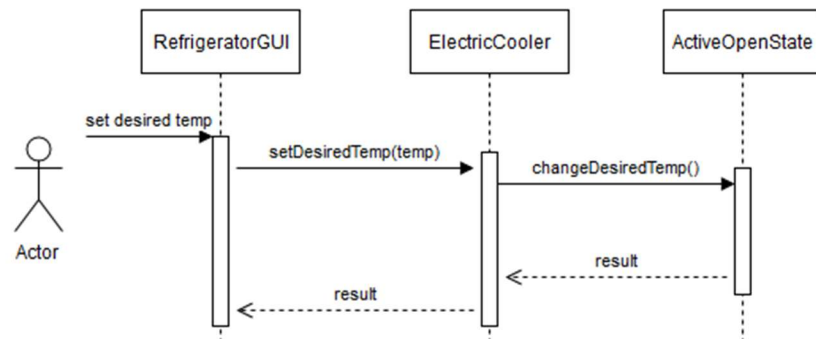 RefrigeratorGUI
ElectricCooler
ActiveOpenState
set desired temp
setDesiredTemp(temp)
changeDesiredTemp()
Actor
result
result